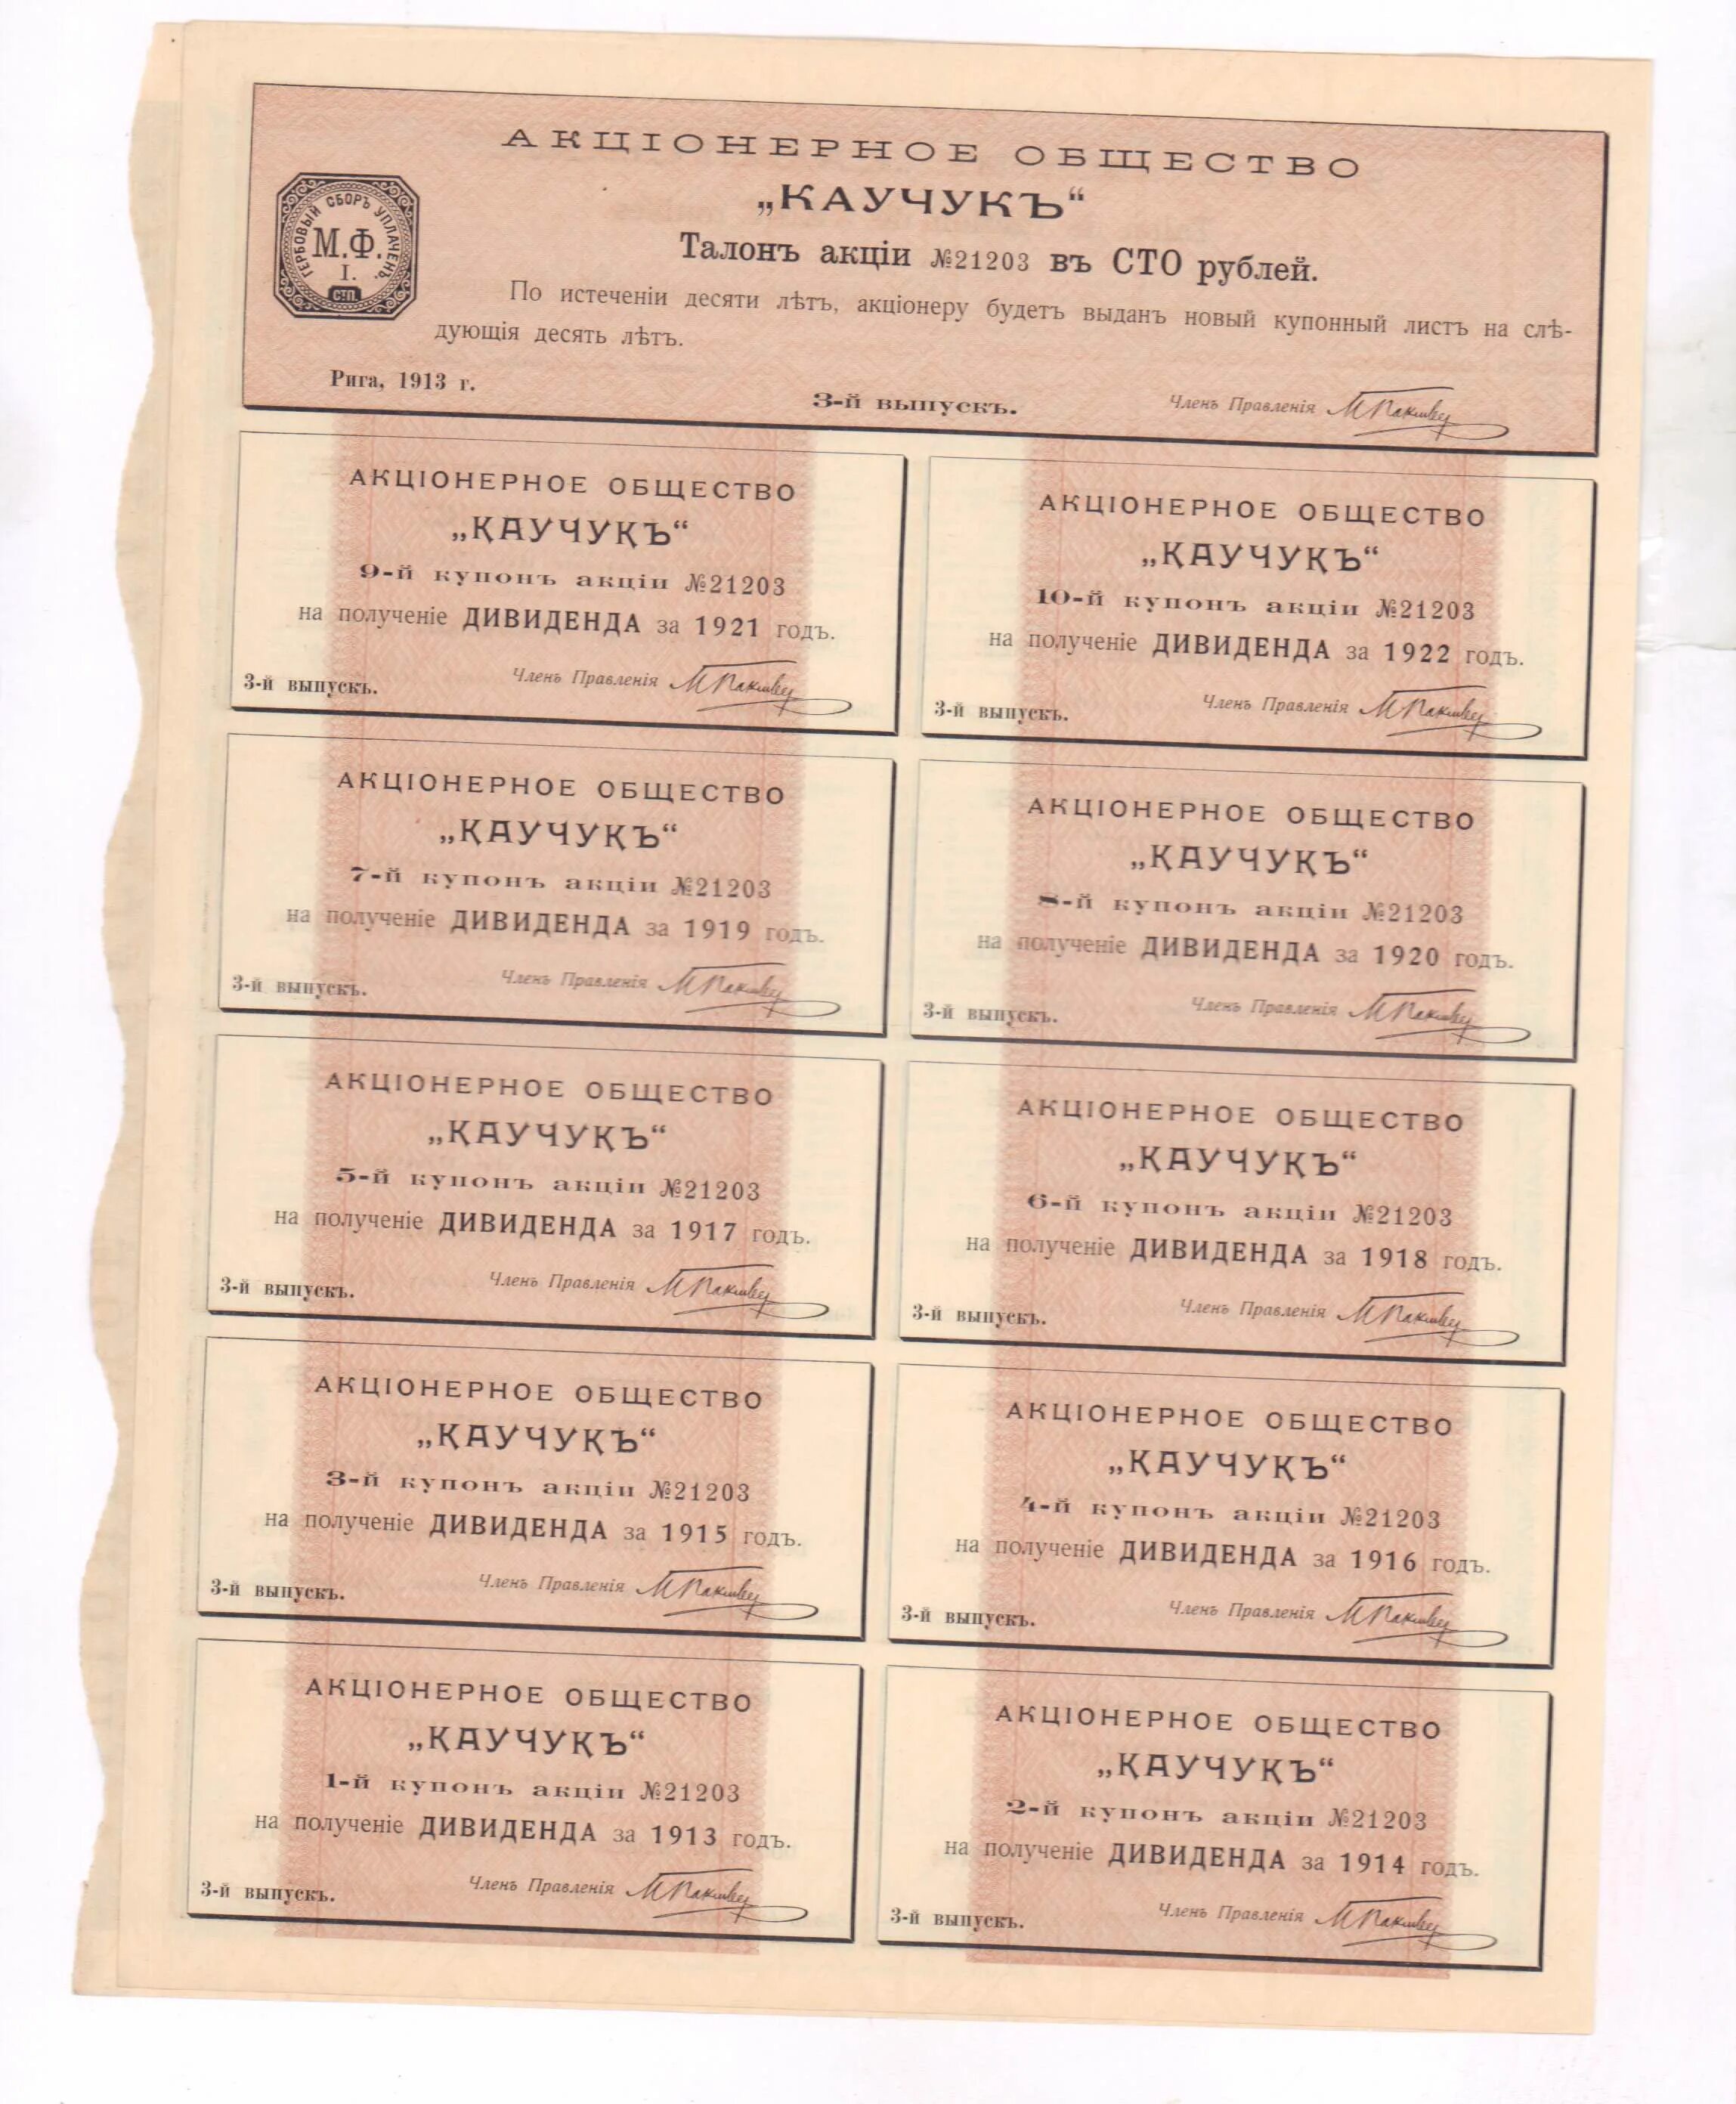 АКЦІОНЕРНОЕ ОБЩЕСТВО
„КАУЧУКЪ“
ГЕРБОВЫЙ СБОРЪ УПЛАЧЕНЪ.
М.Ф.
I.
С·П.
Талонъ акціи №21203 въ СТО рублей.
По истеченіи десяти лѣтъ, акціонеру будетъ выданъ новый купонный листъ на слѣ-
дующія десять лѣтъ.
Рига, 1913 г.
3-й выпускъ.
Членъ Правленія
АКЦІОНЕРНОЕ ОБЩЕСТВО
„КАУЧУКЪ“
9-й купонъ акціи №21203
на полученіе ДИВИДЕНДА за 1921 годъ.
3-й выпускъ.
Членъ Правленія
АКЦІОНЕРНОЕ ОБЩЕСТВО
„КАУЧУКЪ“
10-й купонъ акціи №21203
на полученіе ДИВИДЕНДА за 1922 годъ.
3-й выпускъ.
Членъ Правленія
АКЦІОНЕРНОЕ ОБЩЕСТВО
„КАУЧУКЪ“
7-й купонъ акціи №21203
на полученіе ДИВИДЕНДА за 1919 годъ.
3-й выпускъ.
Членъ Правленія
АКЦІОНЕРНОЕ ОБЩЕСТВО
„КАУЧУКЪ“
8-й купонъ акціи №21203
на полученіе ДИВИДЕНДА за 1920 годъ.
3-й выпускъ.
Членъ Правленія
АКЦІОНЕРНОЕ ОБЩЕСТВО
„КАУЧУКЪ“
5-й купонъ акціи №21203
на полученіе ДИВИДЕНДА за 1917 годъ.
3-й выпускъ.
Членъ Правленія
АКЦІОНЕРНОЕ ОБЩЕСТВО
„КАУЧУКЪ“
6-й купонъ акціи №21203
на полученіе ДИВИДЕНДА за 1918 годъ.
3-й выпускъ.
Членъ Правленія
АКЦІОНЕРНОЕ ОБЩЕСТВО
„КАУЧУКЪ“
3-й купонъ акціи №21203
на полученіе ДИВИДЕНДА за 1915 годъ.
3-й выпускъ.
Членъ Правленія
АКЦІОНЕРНОЕ ОБЩЕСТВО
„КАУЧУКЪ“
4-й купонъ акціи №21203
на полученіе ДИВИДЕНДА за 1916 годъ.
3-й выпускъ.
Членъ Правленія
АКЦІОНЕРНОЕ ОБЩЕСТВО
„КАУЧУКЪ“
1-й купонъ акціи №21203
на полученіе ДИВИДЕНДА за 1913 годъ.
3-й выпускъ.
Членъ Правленія
АКЦІОНЕРНОЕ ОБЩЕСТВО
„КАУЧУКЪ“
2-й купонъ акціи №21203
на полученіе ДИВИДЕНДА за 1914 годъ.
3-й выпускъ.
Членъ Правленія